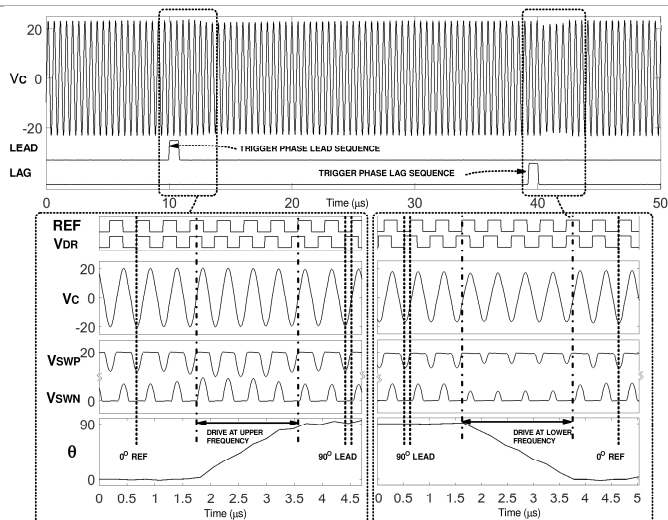 20
Vc 0
-20
LEAD TRIGGER PHASE LEAD SEQUENCE
LAG TRIGGER PHASE LAG SEQUENCE
0 10 20 30 40 50
Time (μs)
REF
VDR
20
Vc 0
-20
VSWP 20
VSWN 0
90
θ
0
0° REF
DRIVE AT UPPER
FREQUENCY
90° LEAD
0 0.5 1 1.5 2 2.5 3 3.5 4 4.5
Time (μs)
90° LEAD
DRIVE AT LOWER
FREQUENCY
0° REF
0 0.5 1 1.5 2 2.5 3 3.5 4 4.5 5
Time (μs)